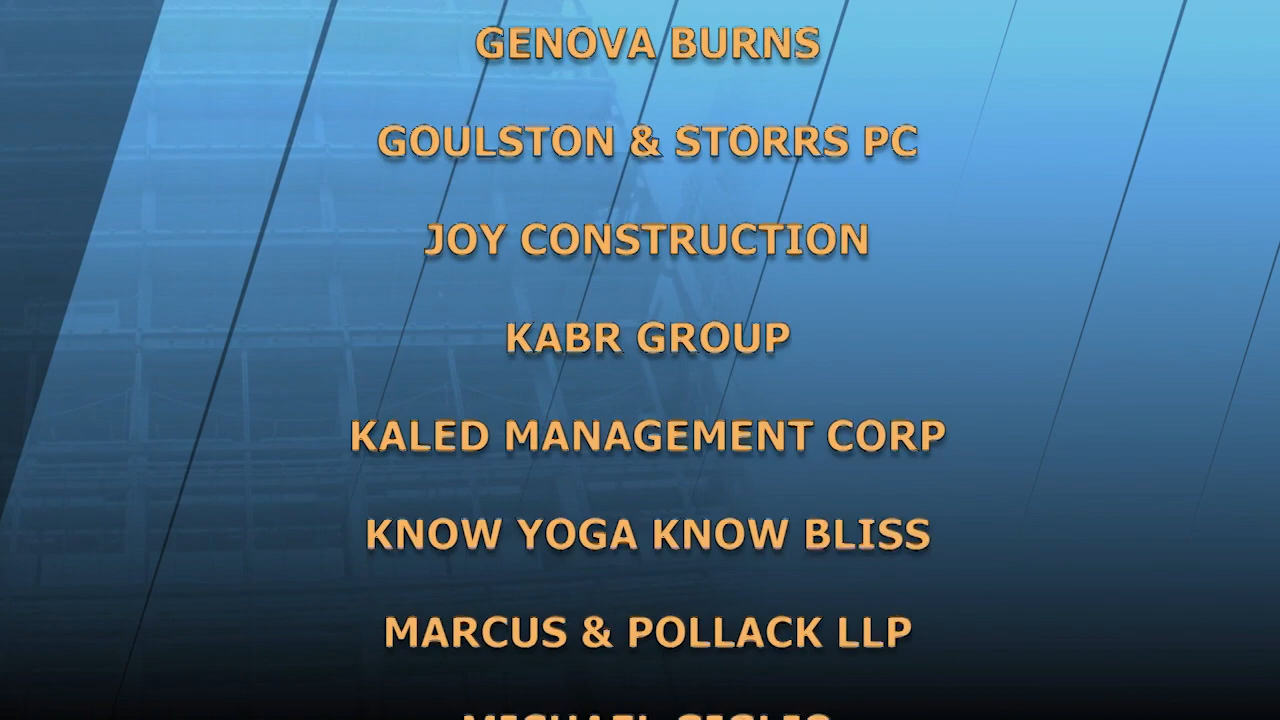 GENOVA BURNS
GOULSTON & STORRS PC
JOY CONSTRUCTION
KABR GROUP
KALED MANAGEMENT CORP
KNOW YOGA KNOW BLISS
MARCUS & POLLACK LLP
MICHAEL